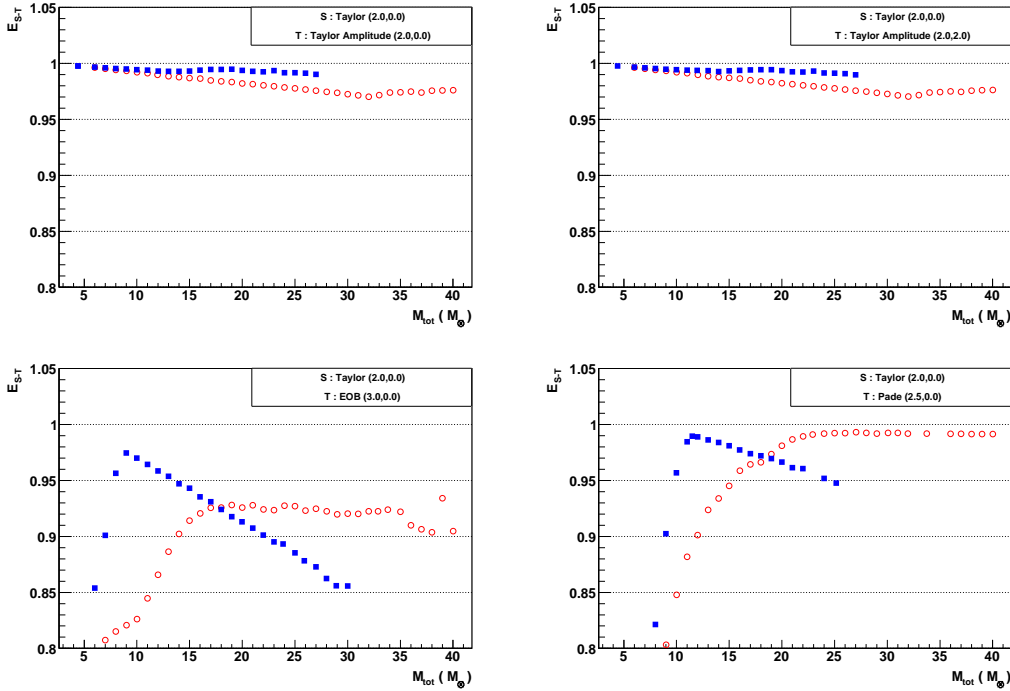 E_S-T
1.05
1
0.95
0.9
0.85
0.8
S : Taylor (2.0,0.0)
T : Taylor Amplitude (2.0,0.0)
5 10 15 20 25 30 35 40
M_tot ( M_⊗ )
E_S-T
1.05
1
0.95
0.9
0.85
0.8
S : Taylor (2.0,0.0)
T : Taylor Amplitude (2.0,2.0)
5 10 15 20 25 30 35 40
M_tot ( M_⊗ )
E_S-T
1.05
1
0.95
0.9
0.85
0.8
S : Taylor (2.0,0.0)
T : EOB (3.0,0.0)
5 10 15 20 25 30 35 40
M_tot ( M_⊗ )
E_S-T
1.05
1
0.95
0.9
0.85
0.8
S : Taylor (2.0,0.0)
T : Pade (2.5,0.0)
5 10 15 20 25 30 35 40
M_tot ( M_⊗ )